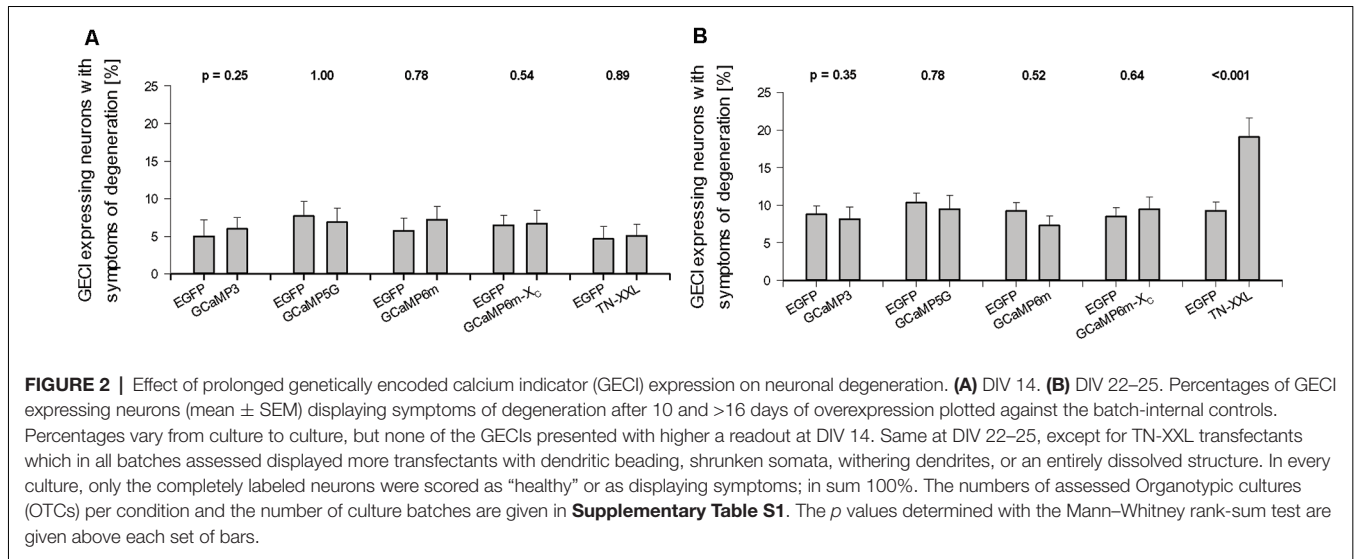 A
GECI expressing neurons with
symptoms of degeneration [%]
p = 0.25 1.00 0.78 0.54 0.89
25
20
15
10
5
0
EGFP GCaMP3 EGFP GCaMP5G EGFP GCaMP6m EGFP GCaMP6m-XC EGFP TN-XXL
B
GECI expressing neurons with
symptoms of degeneration [%]
p = 0.35 0.78 0.52 0.64 <0.001
25
20
15
10
5
0
EGFP GCaMP3 EGFP GCaMP5G EGFP GCaMP6m EGFP GCaMP6m-XC EGFP TN-XXL
FIGURE 2 | Effect of prolonged genetically encoded calcium indicator (GECI) expression on neuronal degeneration. (A) DIV 14. (B) DIV 22–25. Percentages of GECI
expressing neurons (mean ± SEM) displaying symptoms of degeneration after 10 and >16 days of overexpression plotted against the batch-internal controls.
Percentages vary from culture to culture, but none of the GECIs presented with higher a readout at DIV 14. Same at DIV 22–25, except for TN-XXL transfectants
which in all batches assessed displayed more transfectants with dendritic beading, shrunken somata, withering dendrites, or an entirely dissolved structure. In every
culture, only the completely labeled neurons were scored as “healthy” or as displaying symptoms; in sum 100%. The numbers of assessed Organotypic cultures
(OTCs) per condition and the number of culture batches are given in Supplementary Table S1. The p values determined with the Mann–Whitney rank-sum test are
given above each set of bars.